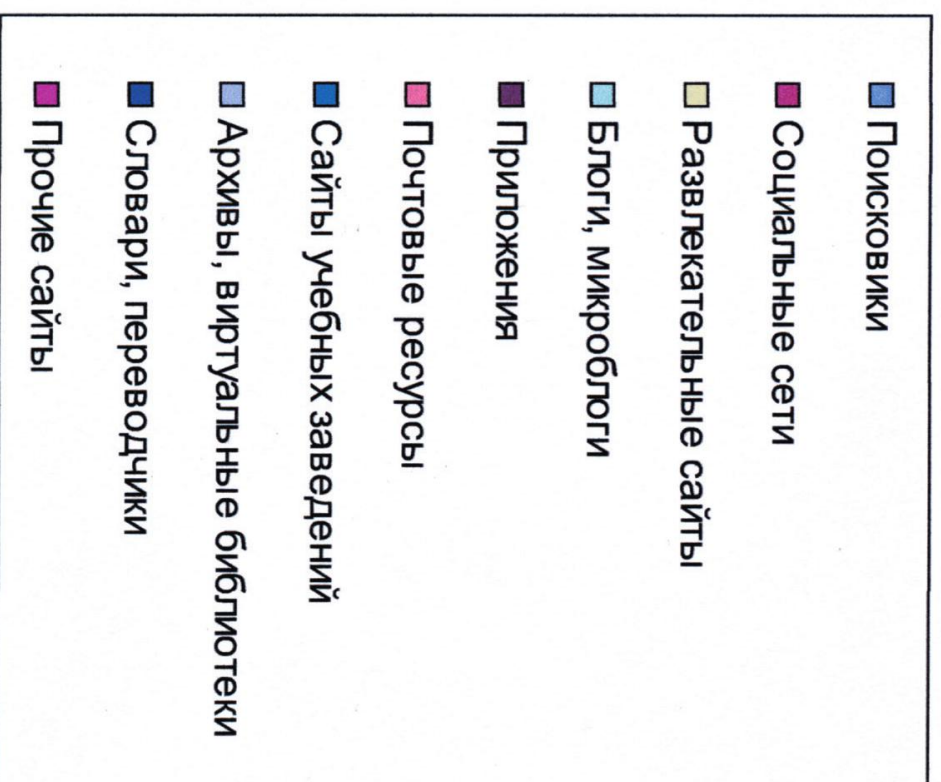 Поисковики
Социальные сети
Развлекательные сайты
Блоги, микроблоги
Приложения
Почтовые ресурсы
Сайты учебных заведений
Архивы, виртуальные библиотеки
Словари, переводчики
Прочие сайты